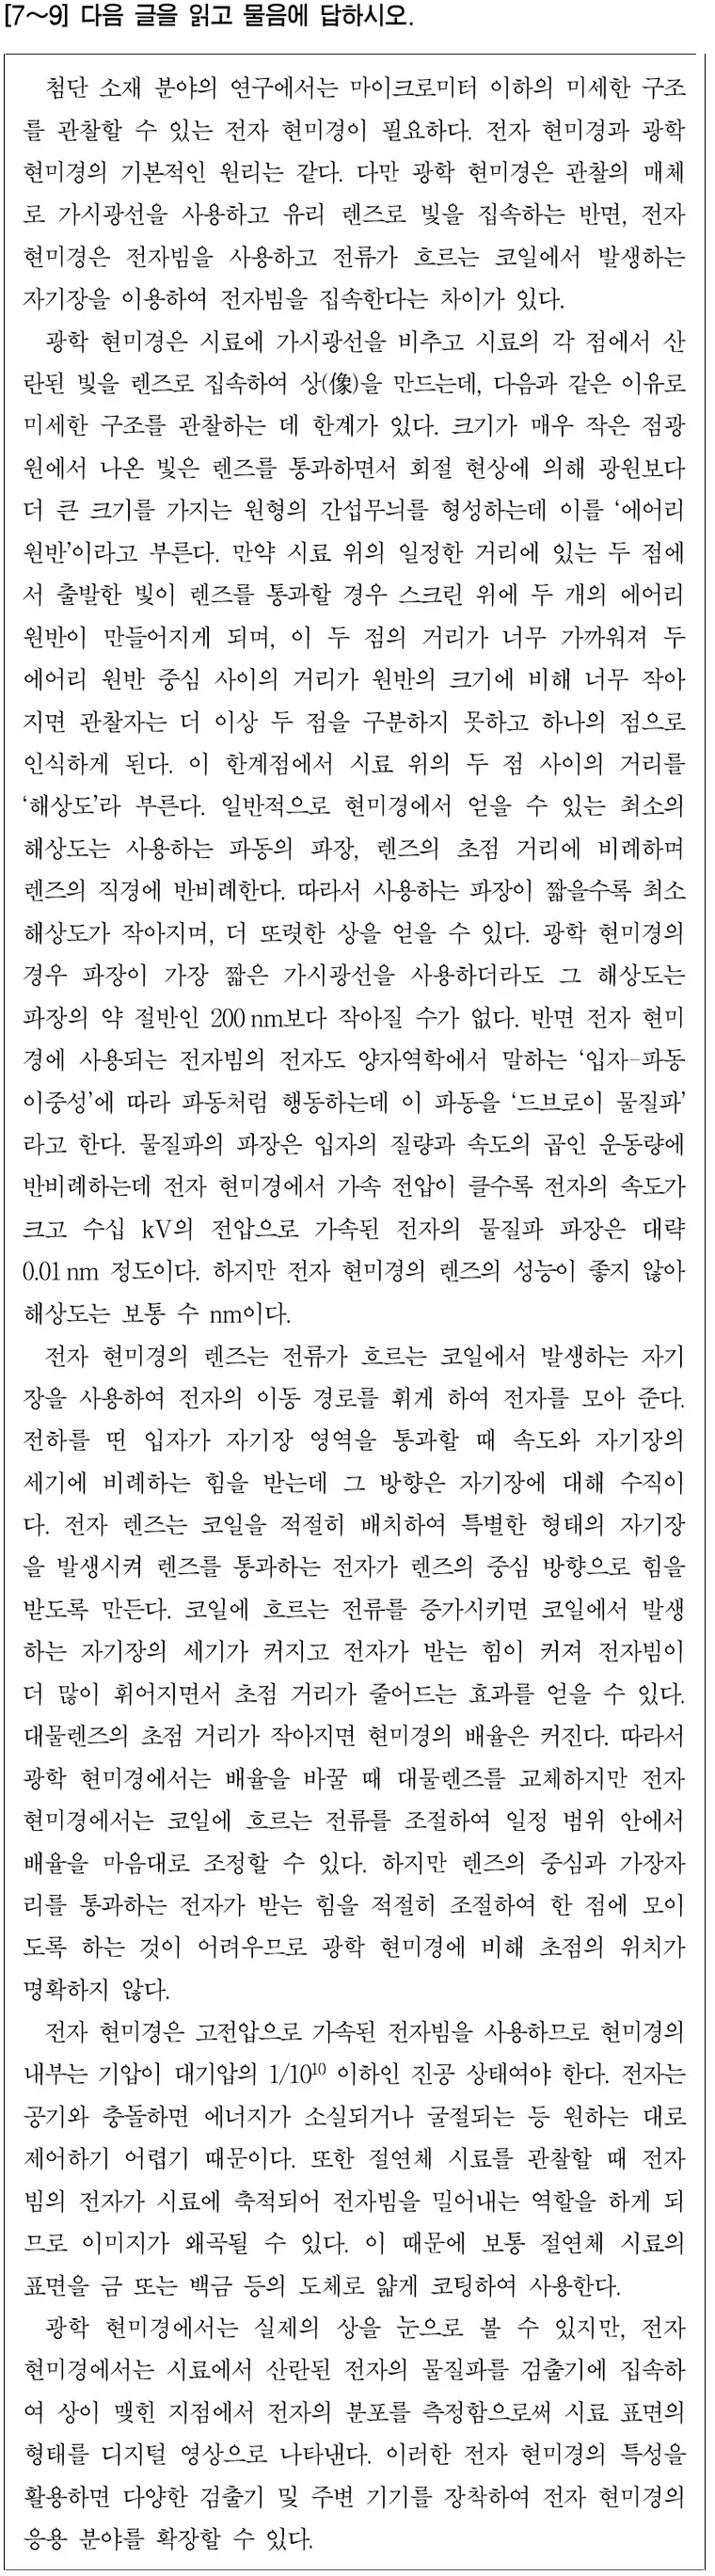 [7～9] 다음 글을 읽고 물음에 답하시오.
첨단 소재 분야의 연구에서는 마이크로미터 이하의 미세한 구조
를 관찰할 수 있는 전자 현미경이 필요하다. 전자 현미경과 광학
현미경의 기본적인 원리는 같다. 다만 광학 현미경은 관찰의 매체
로 가시광선을 사용하고 유리 렌즈로 빛을 집속하는 반면, 전자
현미경은 전자빔을 사용하고 전류가 흐르는 코일에서 발생하는
자기장을 이용하여 전자빔을 집속한다는 차이가 있다.
광학 현미경은 시료에 가시광선을 비추고 시료의 각 점에서 산
란된 빛을 렌즈로 집속하여 상(像)을 만드는데, 다음과 같은 이유로
미세한 구조를 관찰하는 데 한계가 있다. 크기가 매우 작은 점광
원에서 나온 빛은 렌즈를 통과하면서 회절 현상에 의해 광원보다
더 큰 크기를 가지는 원형의 간섭무늬를 형성하는데 이를 ‘에어리
원반’이라고 부른다. 만약 시료 위의 일정한 거리에 있는 두 점에
서 출발한 빛이 렌즈를 통과할 경우 스크린 위에 두 개의 에어리
원반이 만들어지게 되며, 이 두 점의 거리가 너무 가까워져 두
에어리 원반 중심 사이의 거리가 원반의 크기에 비해 너무 작아
지면 관찰자는 더 이상 두 점을 구분하지 못하고 하나의 점으로
인식하게 된다. 이 한계점에서 시료 위의 두 점 사이의 거리를
‘해상도’라 부른다. 일반적으로 현미경에서 얻을 수 있는 최소의
해상도는 사용하는 파동의 파장, 렌즈의 초점 거리에 비례하며
렌즈의 직경에 반비례한다. 따라서 사용하는 파장이 짧을수록 최소
해상도가 작아지며, 더 또렷한 상을 얻을 수 있다. 광학 현미경의
경우 파장이 가장 짧은 가시광선을 사용하더라도 그 해상도는
파장의 약 절반인 200 nm보다 작아질 수가 없다. 반면 전자 현미
경에 사용되는 전자빔의 전자도 양자역학에서 말하는 ‘입자-파동
이중성’에 따라 파동처럼 행동하는데 이 파동을 ‘드브로이 물질파’
라고 한다. 물질파의 파장은 입자의 질량과 속도의 곱인 운동량에
반비례하는데 전자 현미경에서 가속 전압이 클수록 전자의 속도가
크고 수십 kV의 전압으로 가속된 전자의 물질파 파장은 대략
0.01 nm 정도이다. 하지만 전자 현미경의 렌즈의 성능이 좋지 않아
해상도는 보통 수 nm이다.
전자 현미경의 렌즈는 전류가 흐르는 코일에서 발생하는 자기
장을 사용하여 전자의 이동 경로를 휘게 하여 전자를 모아 준다.
전하를 띤 입자가 자기장 영역을 통과할 때 속도와 자기장의
세기에 비례하는 힘을 받는데 그 방향은 자기장에 대해 수직이
다. 전자 렌즈는 코일을 적절히 배치하여 특별한 형태의 자기장
을 발생시켜 렌즈를 통과하는 전자가 렌즈의 중심 방향으로 힘을
받도록 만든다. 코일에 흐르는 전류를 증가시키면 코일에서 발생
하는 자기장의 세기가 커지고 전자가 받는 힘이 커져 전자빔이
더 많이 휘어지면서 초점 거리가 줄어드는 효과를 얻을 수 있다.
대물렌즈의 초점 거리가 작아지면 현미경의 배율은 커진다. 따라서
광학 현미경에서는 배율을 바꿀 때 대물렌즈를 교체하지만 전자
현미경에서는 코일에 흐르는 전류를 조절하여 일정 범위 안에서
배율을 마음대로 조정할 수 있다. 하지만 렌즈의 중심과 가장자
리를 통과하는 전자가 받는 힘을 적절히 조절하여 한 점에 모이
도록 하는 것이 어려우므로 광학 현미경에 비해 초점의 위치가
명확하지 않다.
전자 현미경은 고전압으로 가속된 전자빔을 사용하므로 현미경의
내부는 기압이 대기압의 1/10¹⁰ 이하인 진공 상태여야 한다. 전자는
공기와 충돌하면 에너지가 소실되거나 굴절되는 등 원하는 대로
제어하기 어렵기 때문이다. 또한 절연체 시료를 관찰할 때 전자
빔의 전자가 시료에 축적되어 전자빔을 밀어내는 역할을 하게 되
므로 이미지가 왜곡될 수 있다. 이 때문에 보통 절연체 시료의
표면을 금 또는 백금 등의 도체로 얇게 코팅하여 사용한다.
광학 현미경에서는 실제의 상을 눈으로 볼 수 있지만, 전자
현미경에서는 시료에서 산란된 전자의 물질파를 검출기에 집속하
여 상이 맺힌 지점에서 전자의 분포를 측정함으로써 시료 표면의
형태를 디지털 영상으로 나타낸다. 이러한 전자 현미경의 특성을
활용하면 다양한 검출기 및 주변 기기를 장착하여 전자 현미경의
응용 분야를 확장할 수 있다.